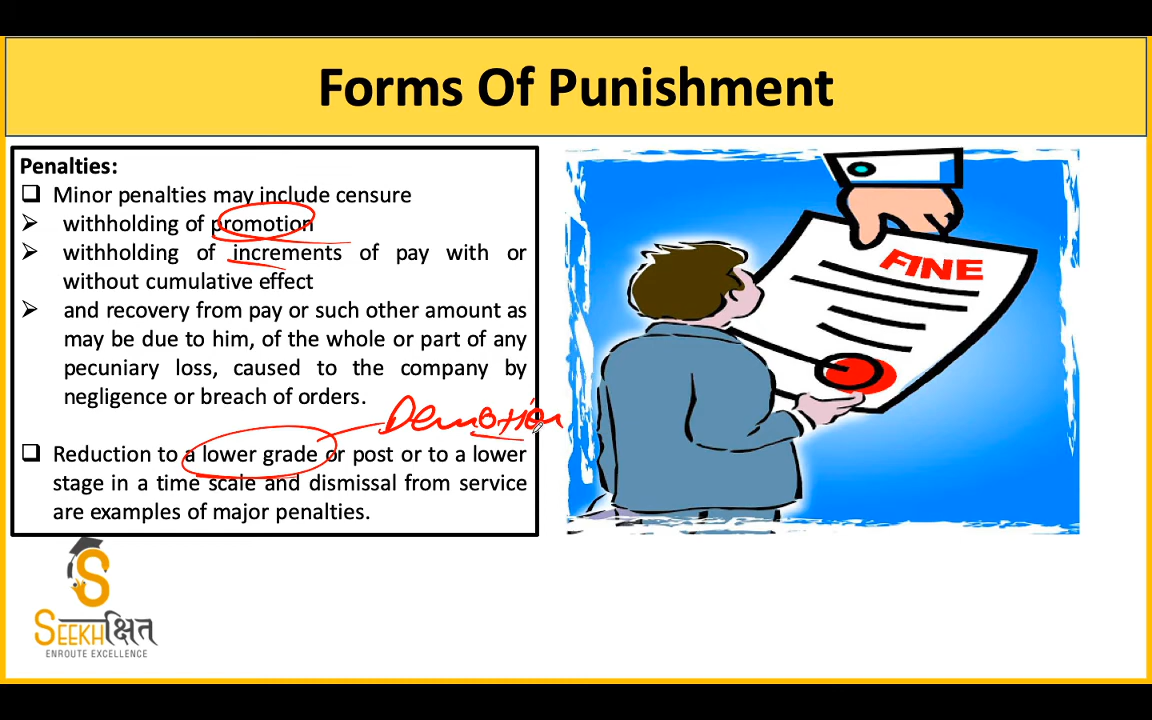 Forms Of Punishment
Penalties:
❑ Minor penalties may include censure
➢ withholding of promotion
➢ withholding of increments of pay with or
without cumulative effect
➢ and recovery from pay or such other amount as
may be due to him, of the whole or part of any
pecuniary loss, caused to the company by
negligence or breach of orders.
Demotion
❑ Reduction to a lower grade or post or to a lower
stage in a time scale and dismissal from service
are examples of major penalties.
FINE
SEEKHक्षित
ENROUTE EXCELLENCE